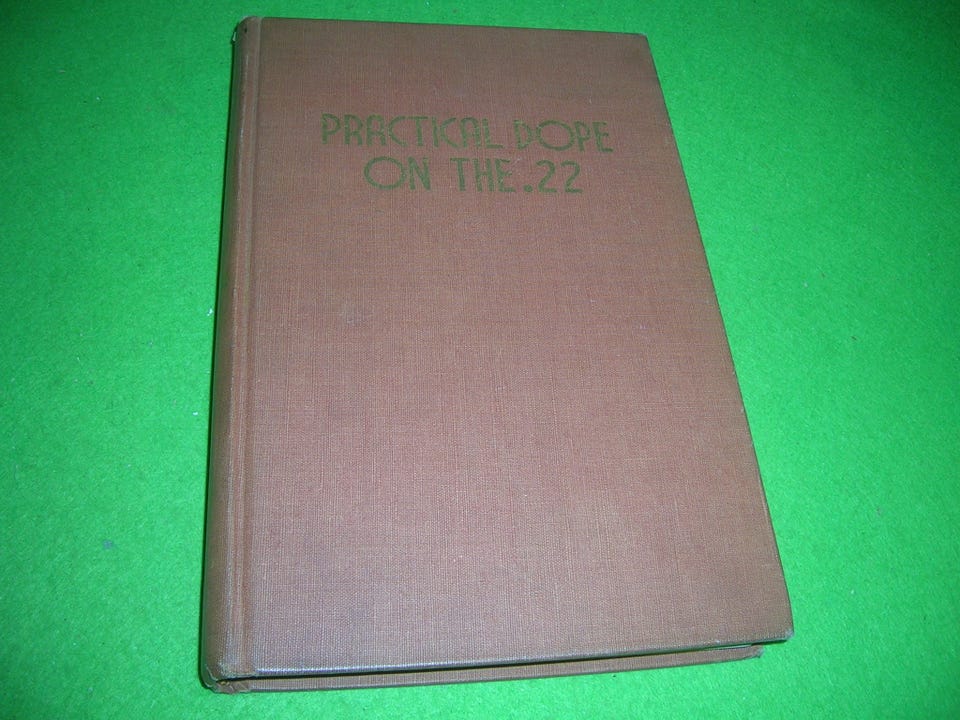 PRACTICAL DOPE
ON THE .22